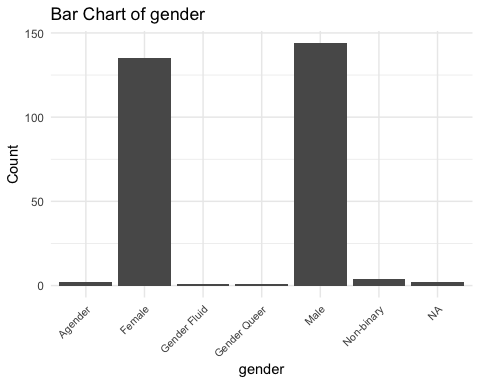 Bar Chart of gender
150
100
50
0
Count
Agender
Female
Gender Fluid
Gender Queer
Male
Non-binary
NA
gender